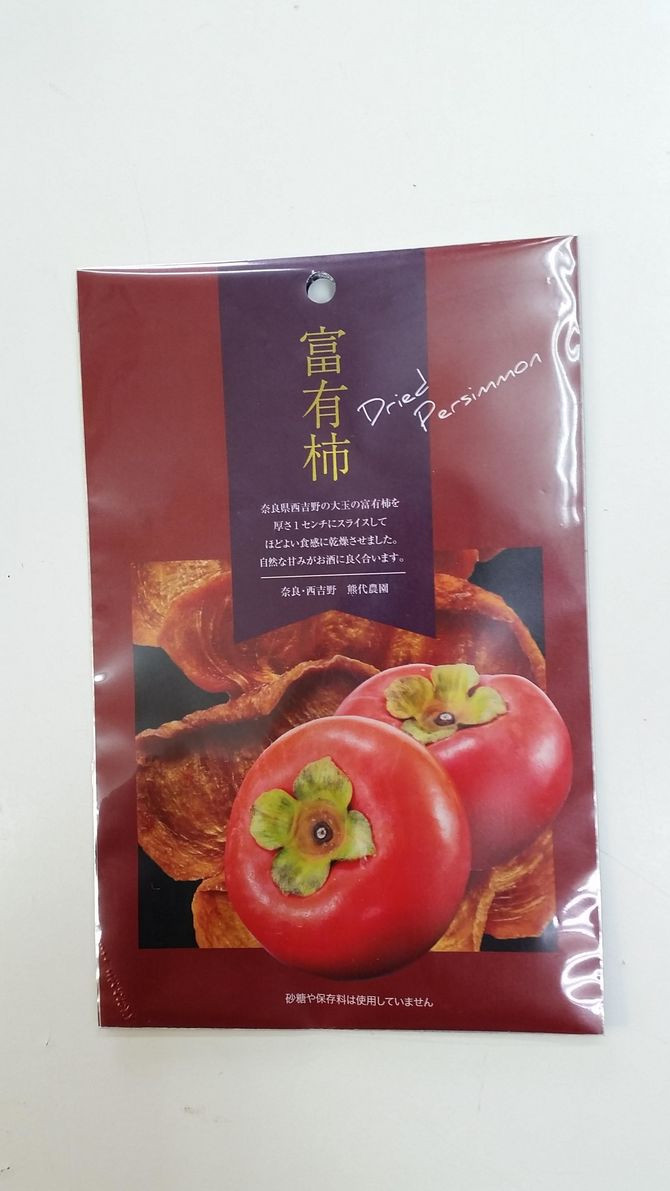 富有柿
Dried
Persimmon
奈良県西吉野の大玉の富有柿を
厚さ1センチにスライスして
ほどよい食感に乾燥させました。
自然な甘みがお酒に良く合います。
奈良・西吉野　熊代農園
砂糖や保存料は使用していません